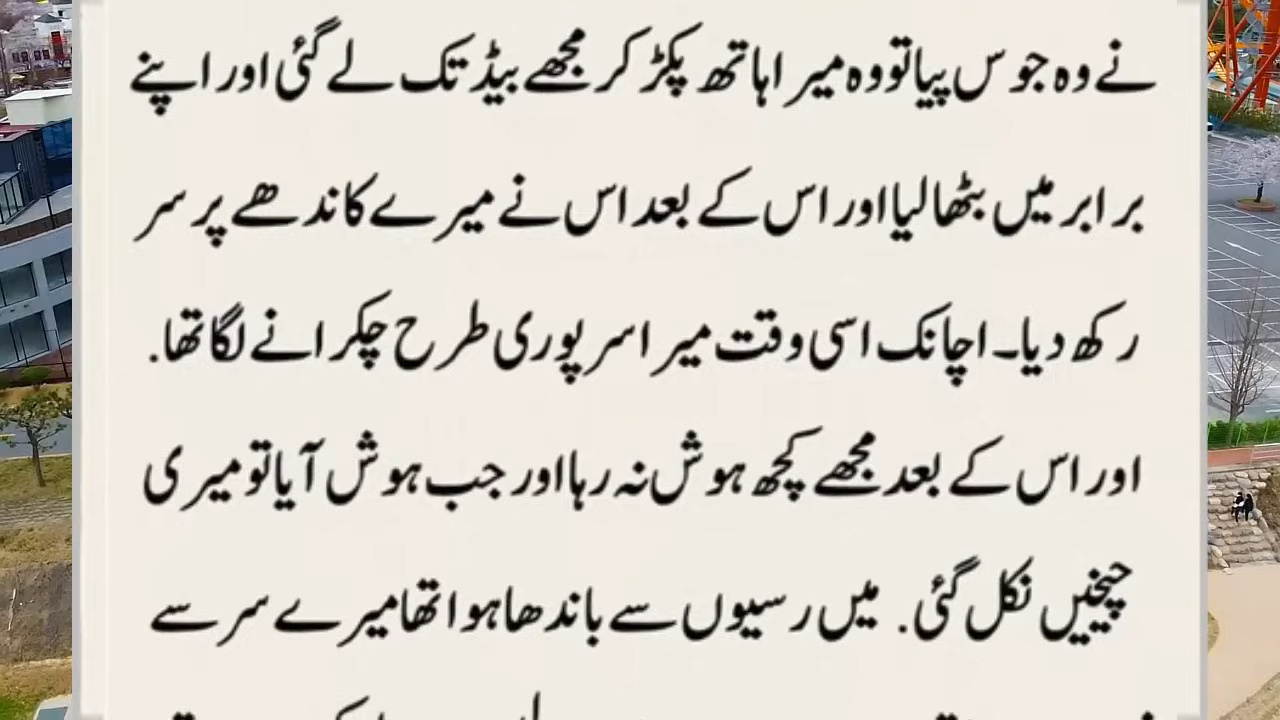 نے وہ جوس پیا تو وہ میرا ہاتھ پکڑ کر مجھے بیڈ تک لے گئی اور اپنے
برابر میں بٹھا لیا اور اس کے بعد اس نے میرے کاندھے پر سر
رکھ دیا۔ اچانک اسی وقت میرا سر پوری طرح چکرانے لگا تھا.
اور اس کے بعد مجھے کچھ ہوش نہ رہا اور جب ہوش آیا تو میری
چیخیں نکل گئی. میں رسیوں سے باندھا ہوا تھا میرے سر سے